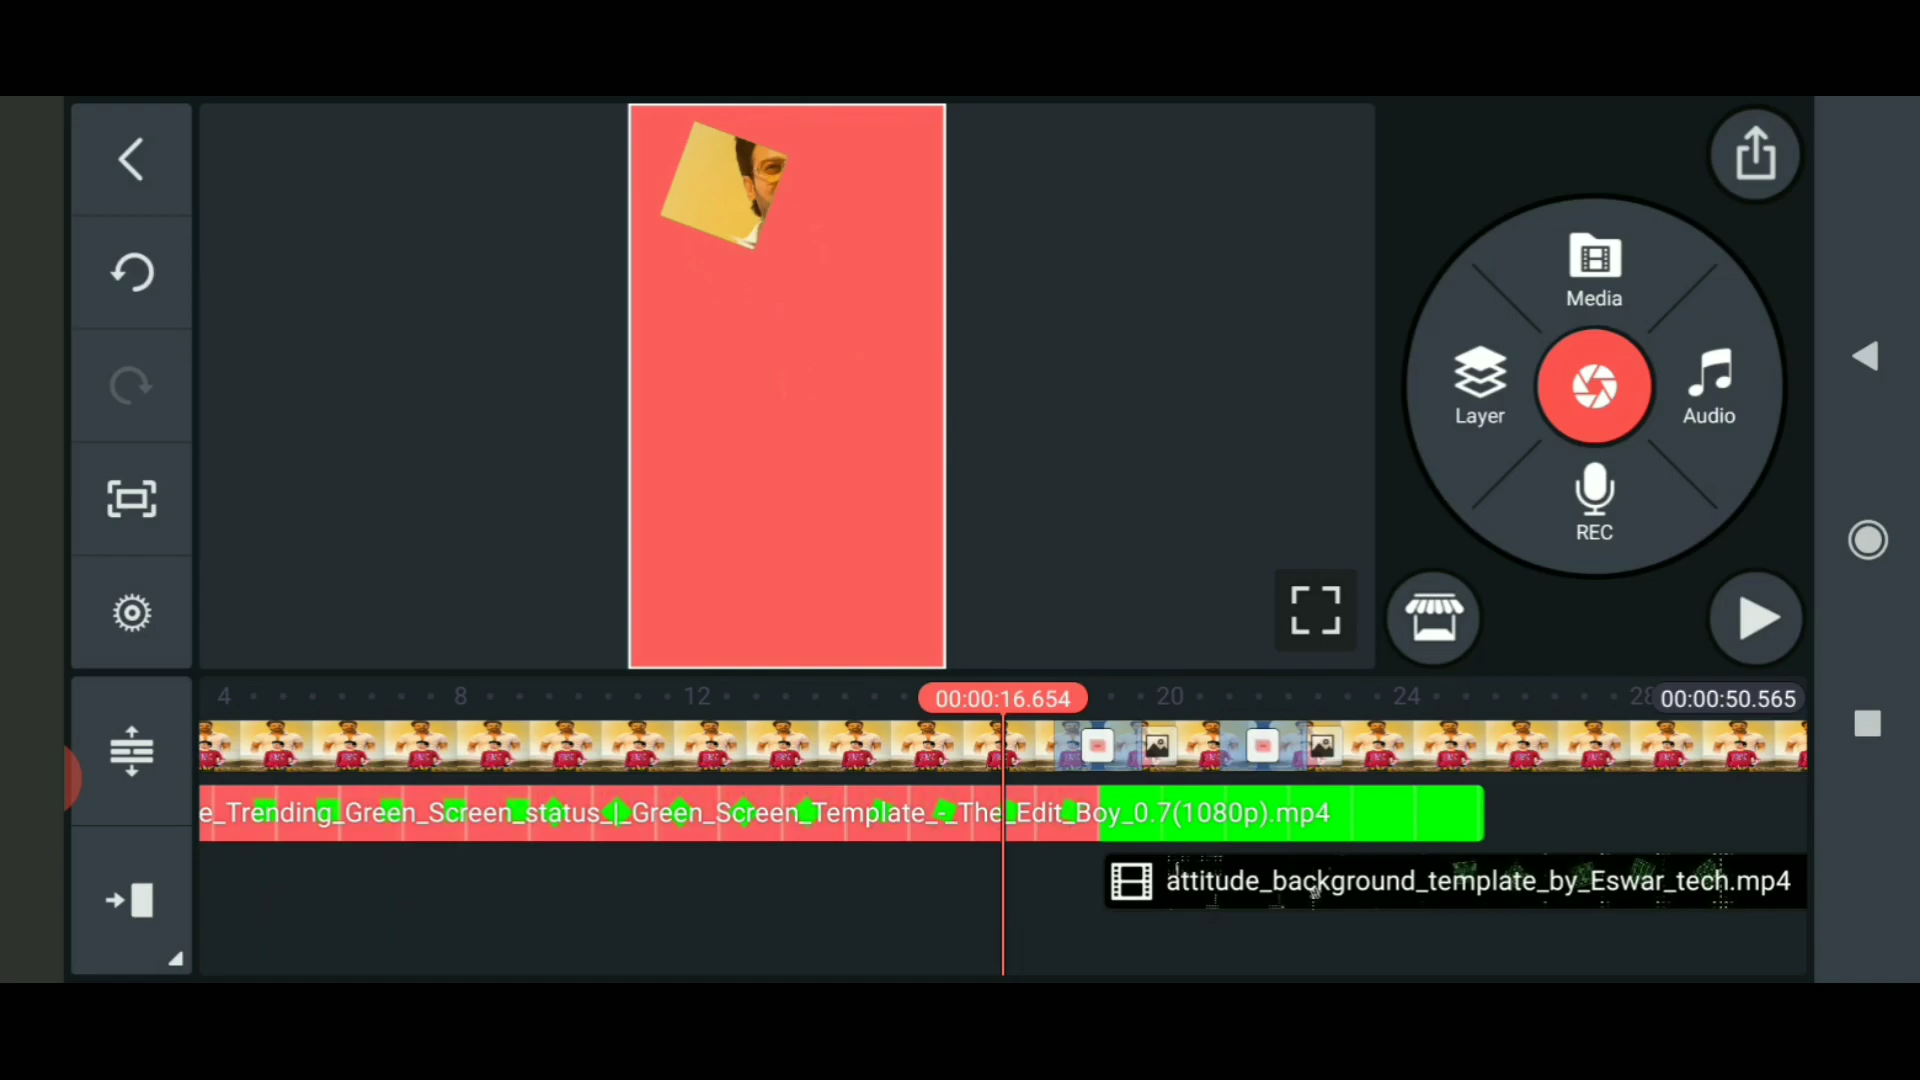 Media
Layer
Audio
REC
4
8
12
00:00:16.654
20
24
28
00:00:50.565
e_Trending_Green_Screen_status_|_Green_Screen_Template_-_The_Edit_Boy_0.7(1080p).mp4
attitude_background_template_by_Eswar_tech.mp4